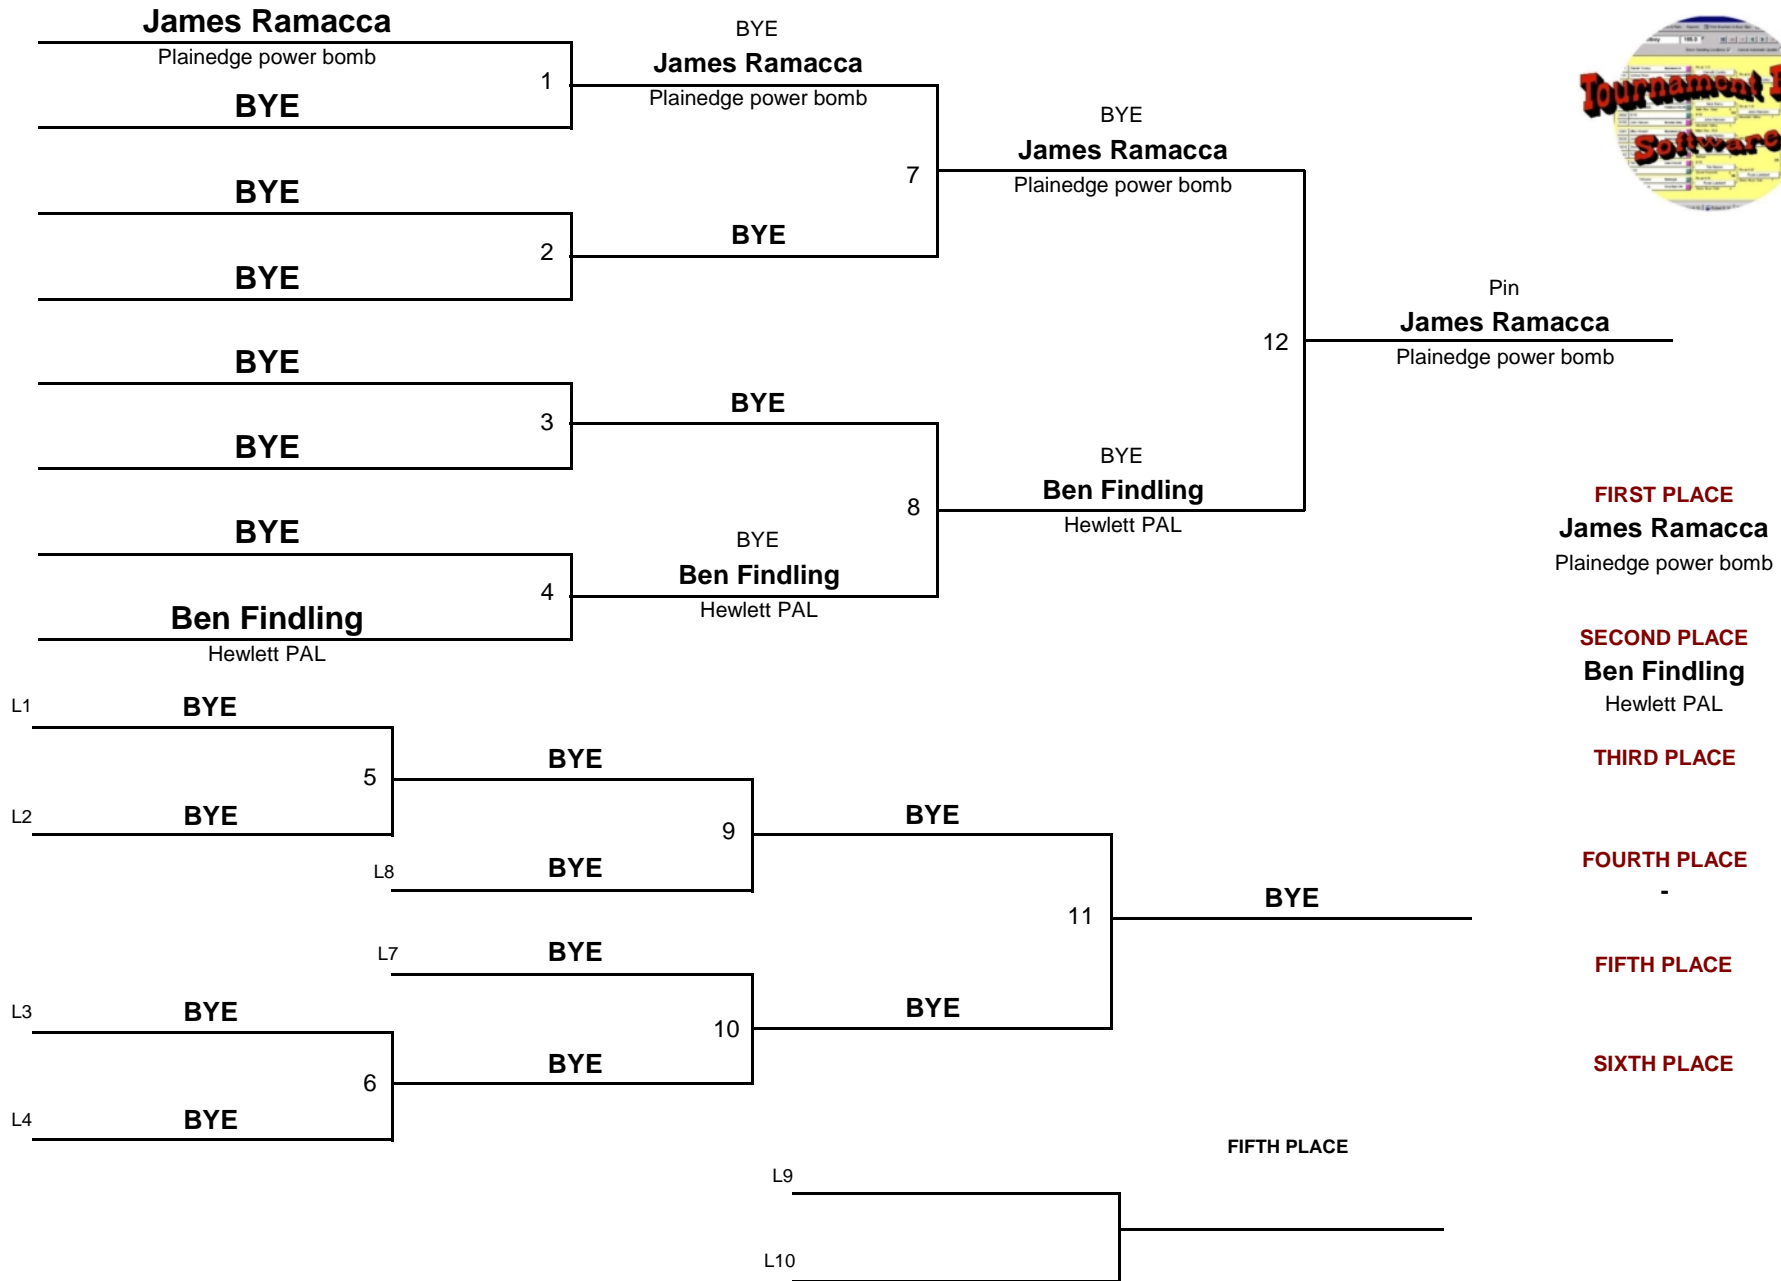 James Ramacca
Plainedge power bomb
1
BYE
BYE
James Ramacca
Plainedge power bomb
BYE
2
BYE
BYE
7
BYE
James Ramacca
Plainedge power bomb
BYE
3
BYE
BYE
BYE
4
Ben Findling
Hewlett PAL
BYE
Ben Findling
Hewlett PAL
8
BYE
Ben Findling
Hewlett PAL
12
Pin
James Ramacca
Plainedge power bomb
Tournament
Software
FIRST PLACE
James Ramacca
Plainedge power bomb
SECOND PLACE
Ben Findling
Hewlett PAL
THIRD PLACE
FOURTH PLACE
-
FIFTH PLACE
SIXTH PLACE
L1 BYE
5
L2 BYE
BYE
9
L8 BYE
BYE
11
BYE
L7 BYE
10
BYE
L3 BYE
6
BYE
L4 BYE
FIFTH PLACE
L9
L10